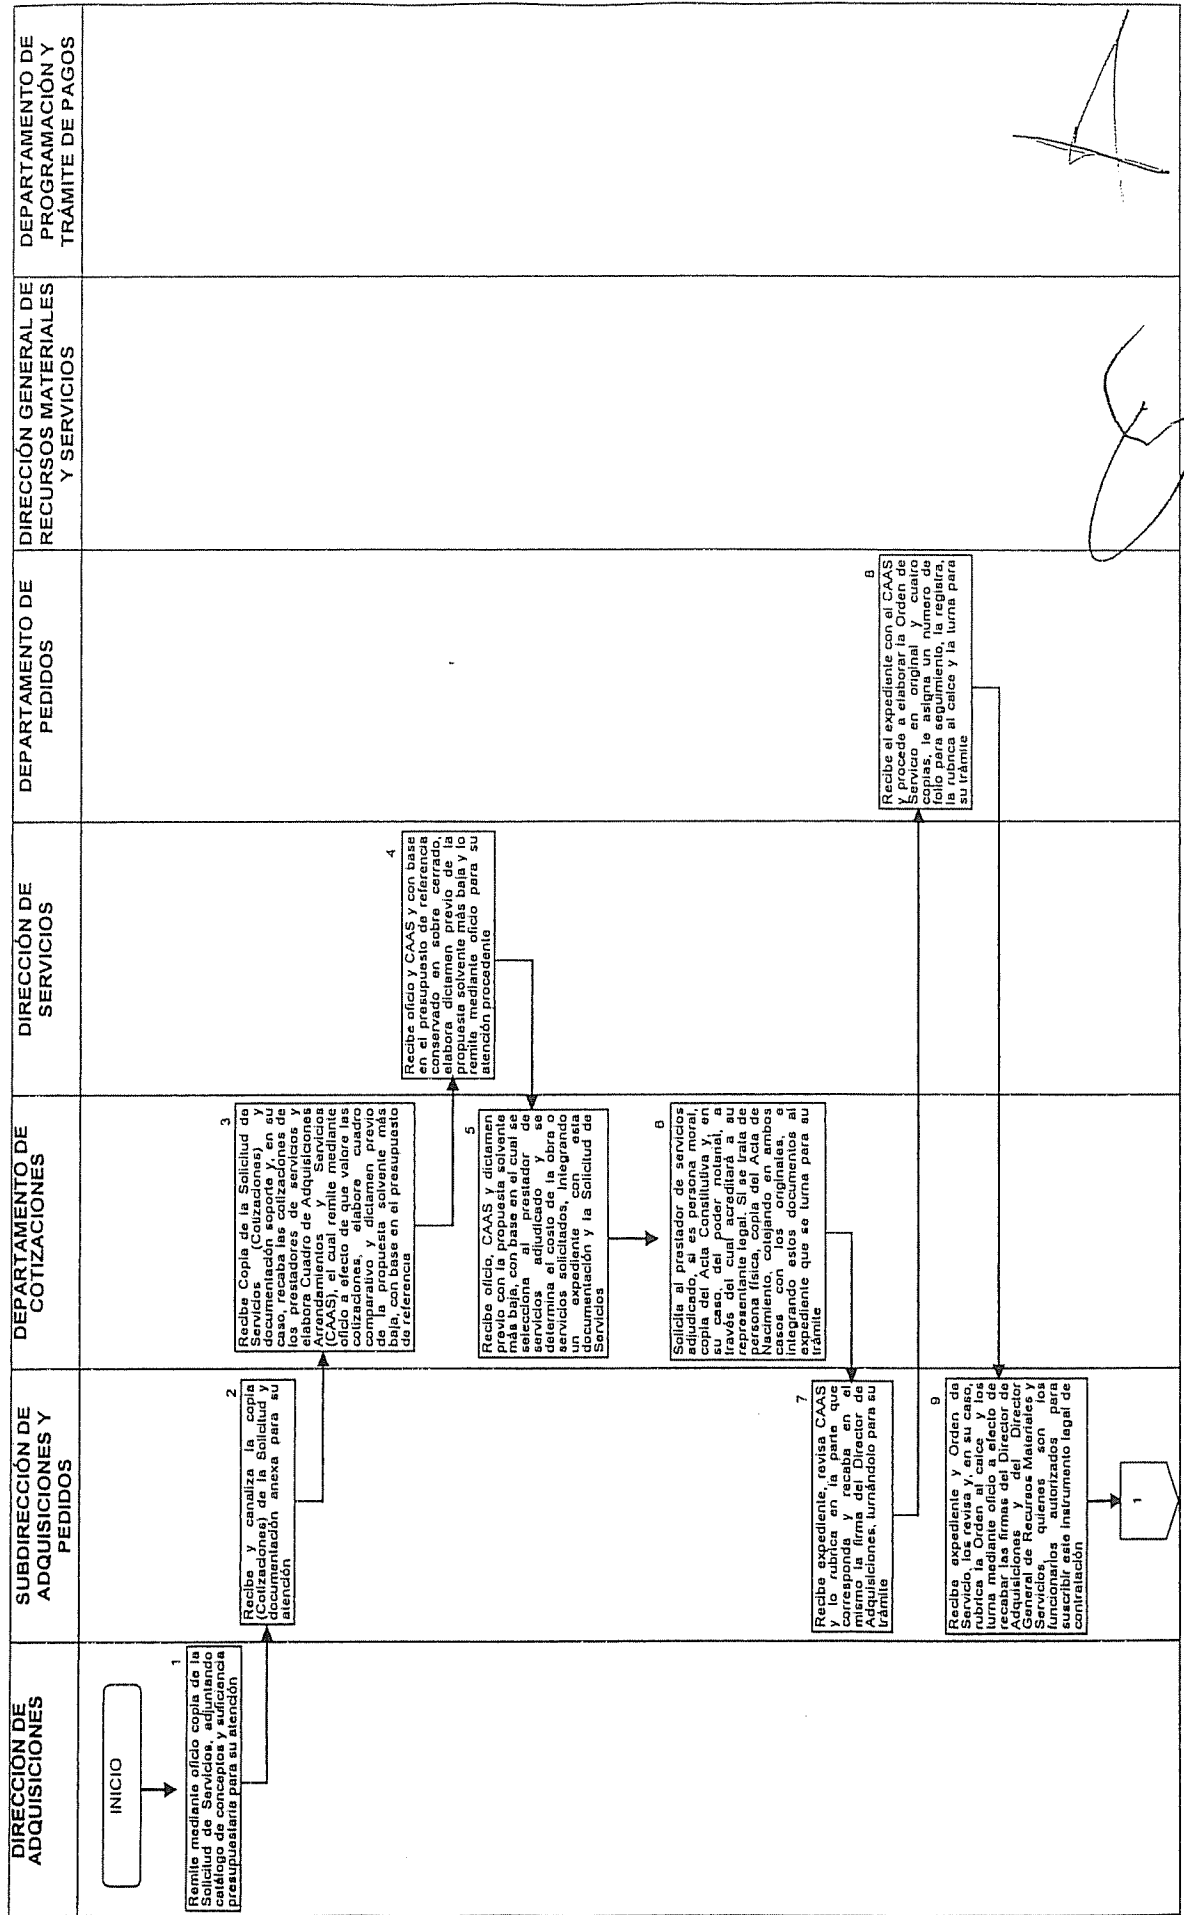 DIRECCIÓN DE
ADQUISICIONES
SUBDIRECCIÓN DE
ADQUISICIONES Y
PEDIDOS
DEPARTAMENTO DE
COTIZACIONES
DIRECCIÓN DE
SERVICIOS
DEPARTAMENTO DE
PEDIDOS
DIRECCIÓN GENERAL DE
RECURSOS MATERIALES
Y SERVICIOS
DEPARTAMENTO DE
PROGRAMACIÓN Y
TRÁMITE DE PAGOS
INICIO
1
Remite mediante oficio copia de la
Solicitud de Servicios, adjuntando
catálogo de conceptos y suficiencia
presupuestaria para su atención
2
Recibe y canaliza la copia
(Cotizaciones) de la Solicitud y
documentación anexa para su
atención
3
Recibe Copia de la Solicitud de
Servicios (Cotizaciones) y
documentación soporte y, en su
caso, recaba las cotizaciones de
los prestadores de servicios y
elabora Cuadro de Adquisiciones
Arrendamientos y Servicios
(CAAS), el cual remite mediante
oficio a efecto de que valore las
cotizaciones, elabore cuadro
comparativo y dictamen previo
de la propuesta solvente más
baja, con base en el presupuesto
de referencia
4
Recibe oficio y CAAS y con base
en el presupuesto de referencia
conservado en sobre cerrado,
elabora dictamen previo de la
propuesta solvente más baja y lo
remite mediante oficio para su
atención procedente
5
Recibe oficio, CAAS y dictamen
previo con la propuesta solvente
más baja, con base en el cual se
selecciona al prestador de
servicios adjudicado y se
determina el costo de la obra o
servicios solicitados, Integrando
un expediente con esta
documentación y la Solicitud de
Servicios
6
Solicita al prestador de servicios
adjudicado, si es persona moral,
copia del Acta Constitutiva y, en
su caso, del poder notarial, a
través del cual acreditará a su
representante legal. Si se trata de
persona física, copia del Acta de
Nacimiento, cotejando en ambos
casos con los originales, e
integrando estos documentos al
expediente que se turna para su
trámite
7
Recibe expediente, revisa CAAS
y lo rubrica en la parte que
corresponda y recaba en el
mismo la firma del Director de
Adquisiciones, turnándolo para su
trámite
8
Recibe el expediente con el CAAS
y procede a elaborar la Orden de
Servicio en original y cuatro
copias, le asigna un número de
folio para seguimiento, la registra,
la rubrica al calce y la turna para
su trámite
9
Recibe expediente y Orden de
Servicio, los revisa y, en su caso,
rubrica la Orden al calce y los
turna mediante oficio a efecto de
recabar las firmas del Director de
Adquisiciones y del Director
General de Recursos Materiales y
Servicios, quienes son los
funcionarios autorizados para
suscribir este Instrumento legal de
contratación
1